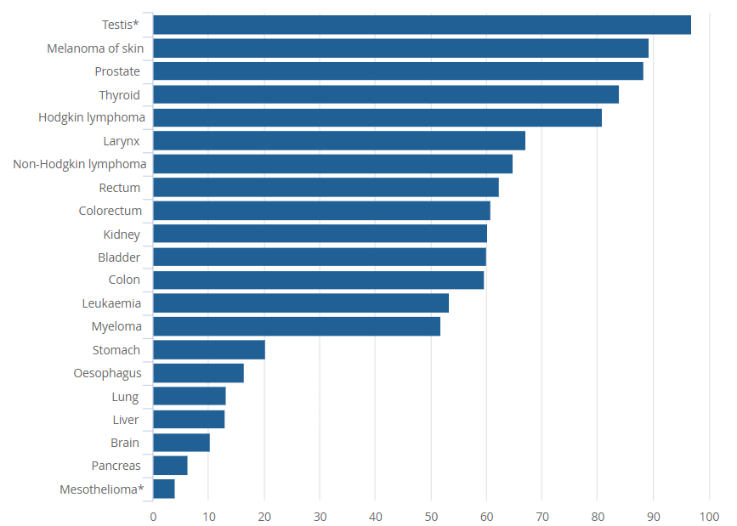 Testis*
Melanoma of skin
Prostate
Thyroid
Hodgkin lymphoma
Larynx
Non-Hodgkin lymphoma
Rectum
Colorectum
Kidney
Bladder
Colon
Leukaemia
Myeloma
Stomach
Oesophagus
Lung
Liver
Brain
Pancreas
Mesothelioma*
0 10 20 30 40 50 60 70 80 90 100